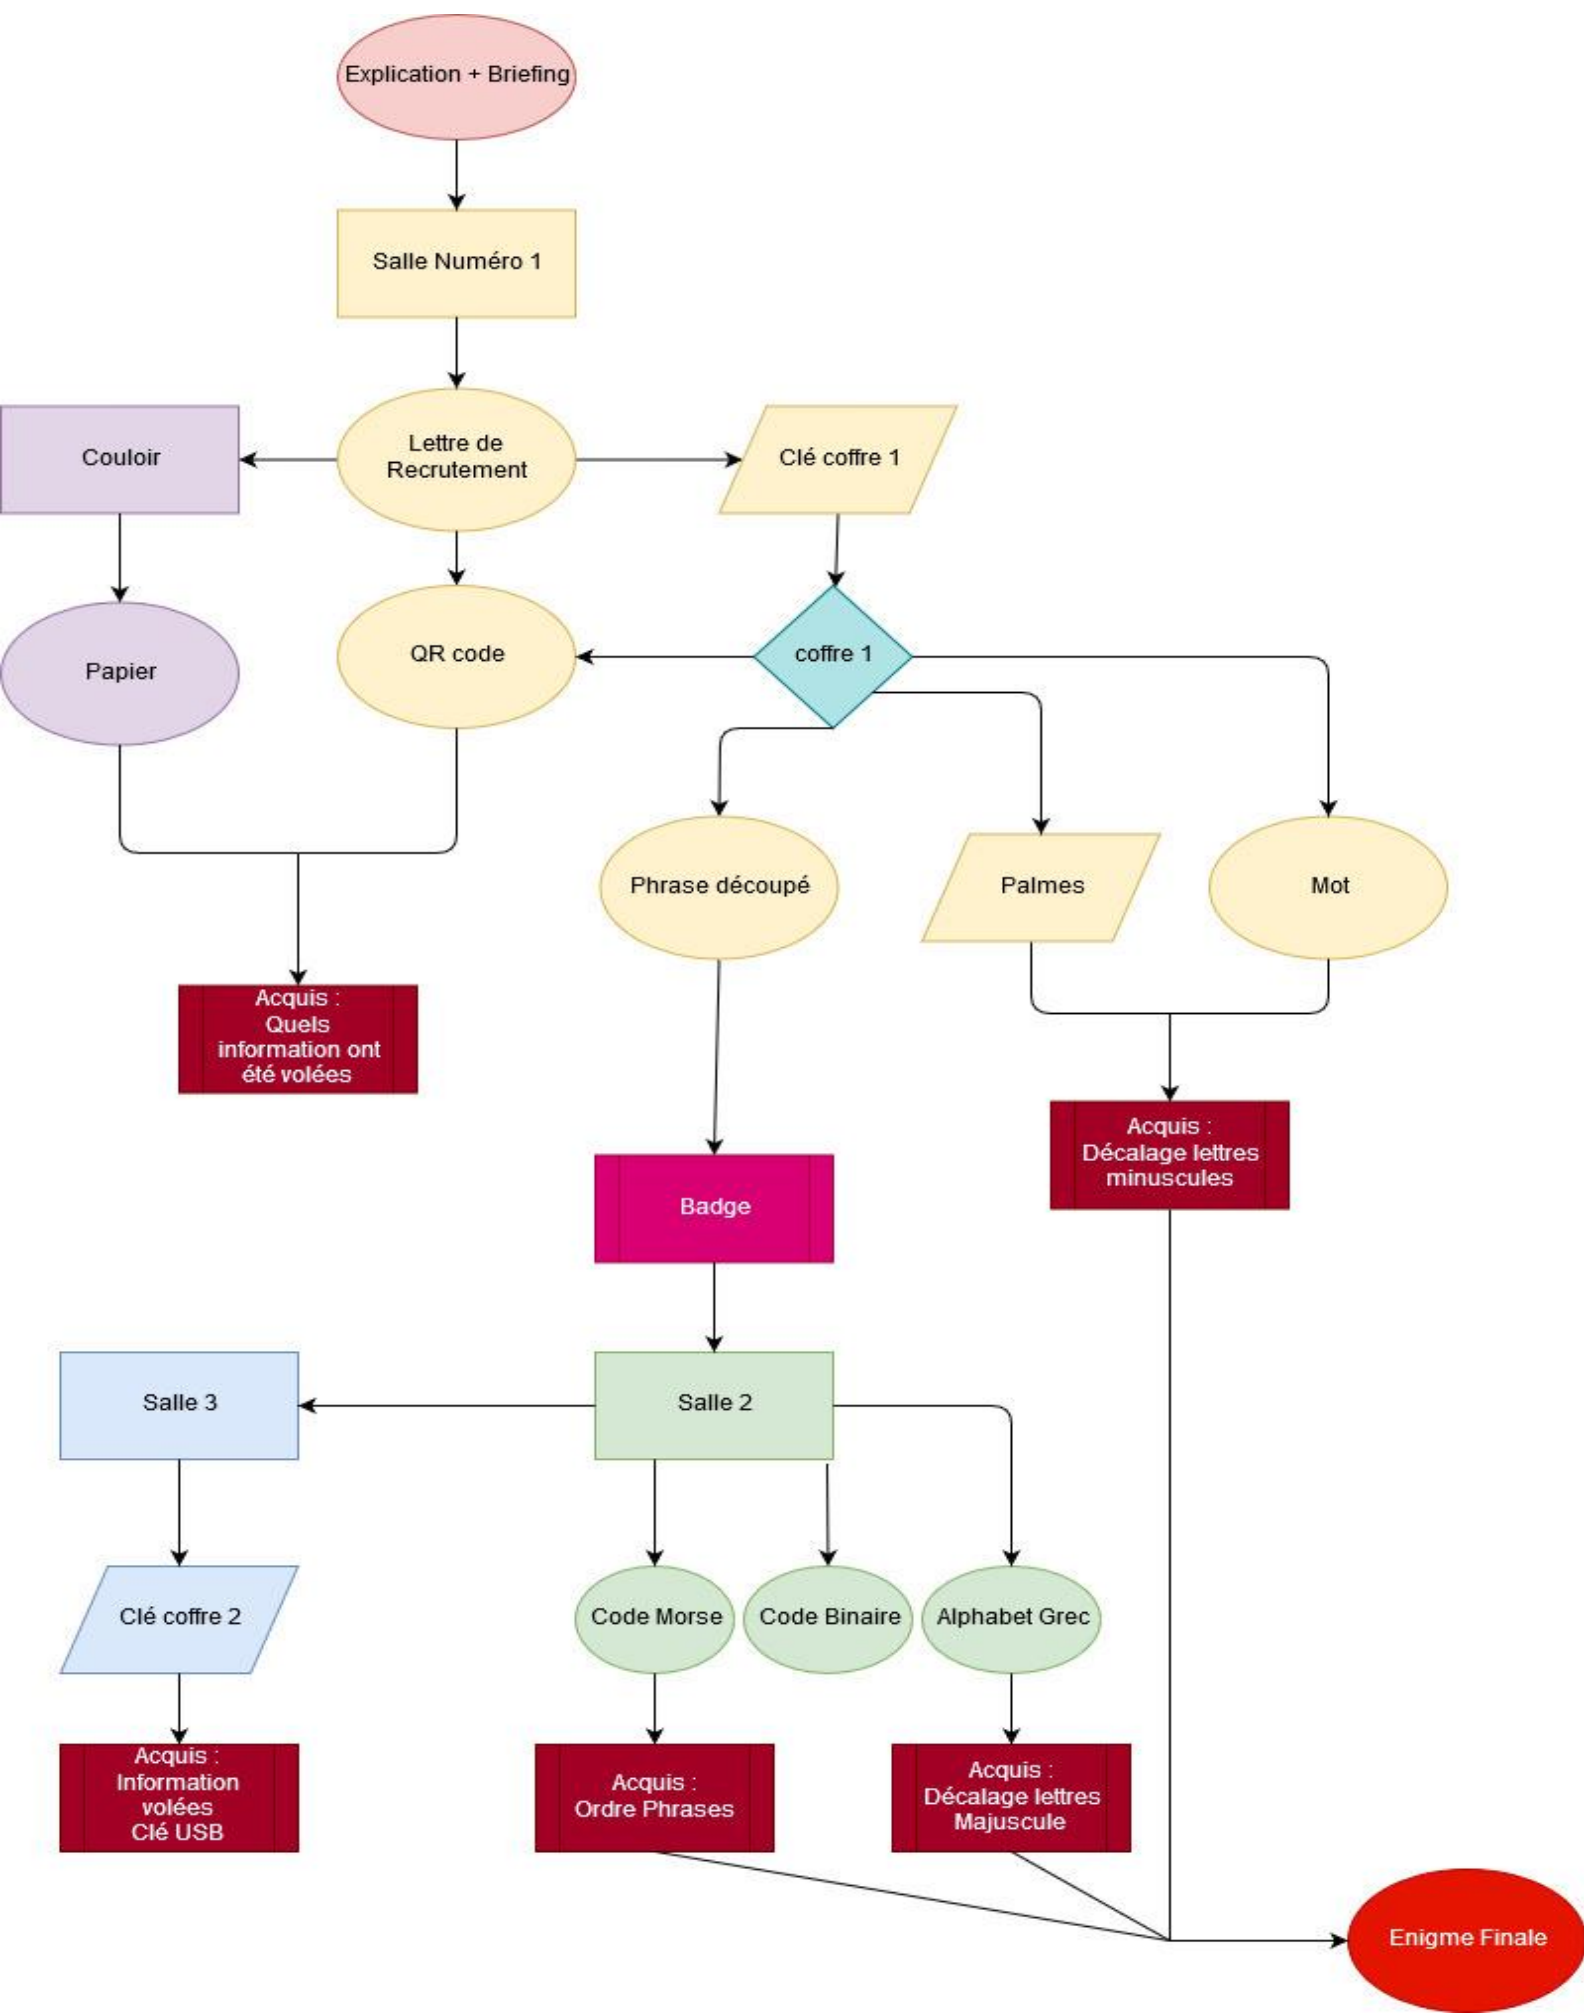 Explication + Briefing
Salle Numéro 1
Couloir
Lettre de
Recrutement
Clé coffre 1
Papier
QR code
coffre 1
Phrase découpé
Palmes
Mot
Acquis :
Quels
information ont
été volées
Acquis :
Décalage lettres
minuscules
Badge
Salle 3
Salle 2
Clé coffre 2
Code Morse
Code Binaire
Alphabet Grec
Acquis :
Information
volées
Clé USB
Acquis :
Ordre Phrases
Acquis :
Décalage lettres
Majuscule
Enigme Finale